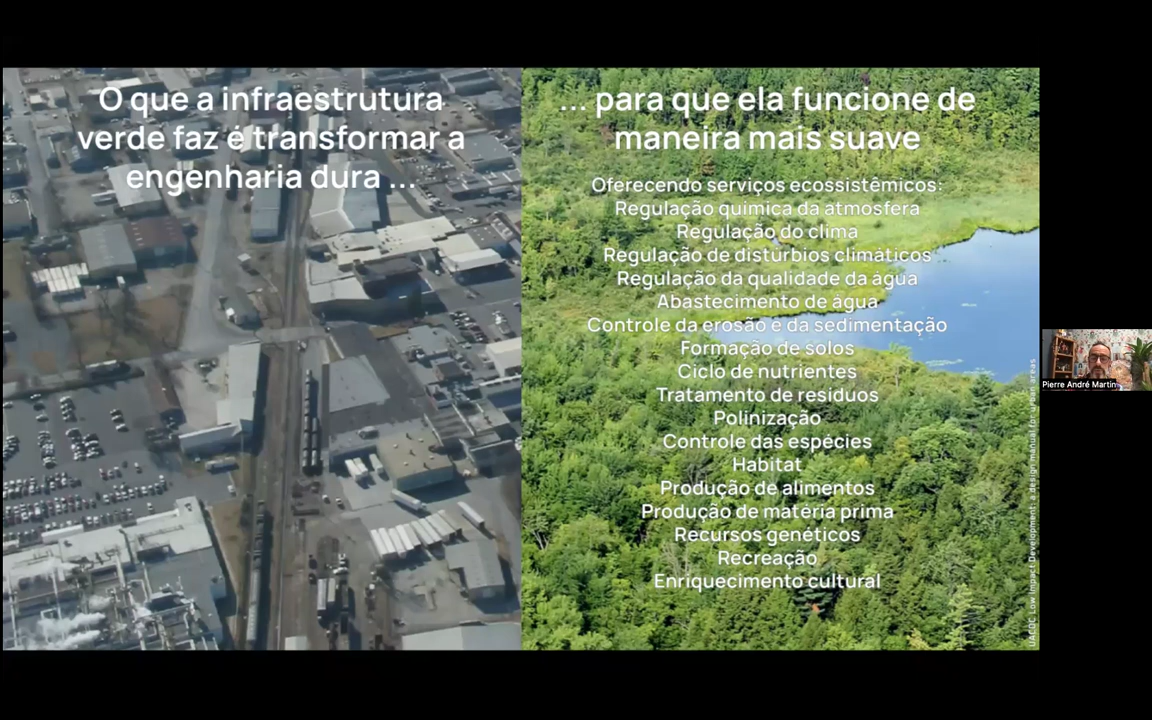 O que a infraestrutura
verde faz é transformar a
engenharia dura ...
... para que ela funcione de
maneira mais suave
Oferecendo serviços ecossistêmicos:
Regulação química da atmosfera
Regulação do clima
Regulação de distúrbios climáticos
Regulação da qualidade da água
Abastecimento de água
Controle da erosão e da sedimentação
Formação de solos
Ciclo de nutrientes
Tratamento de resíduos
Polinização
Controle das espécies
Habitat
Produção de alimentos
Produção de matéria prima
Recursos genéticos
Recreação
Enriquecimento cultural
UACDC Low Impact Development: a design manual for urban areas
Pierre André Martin